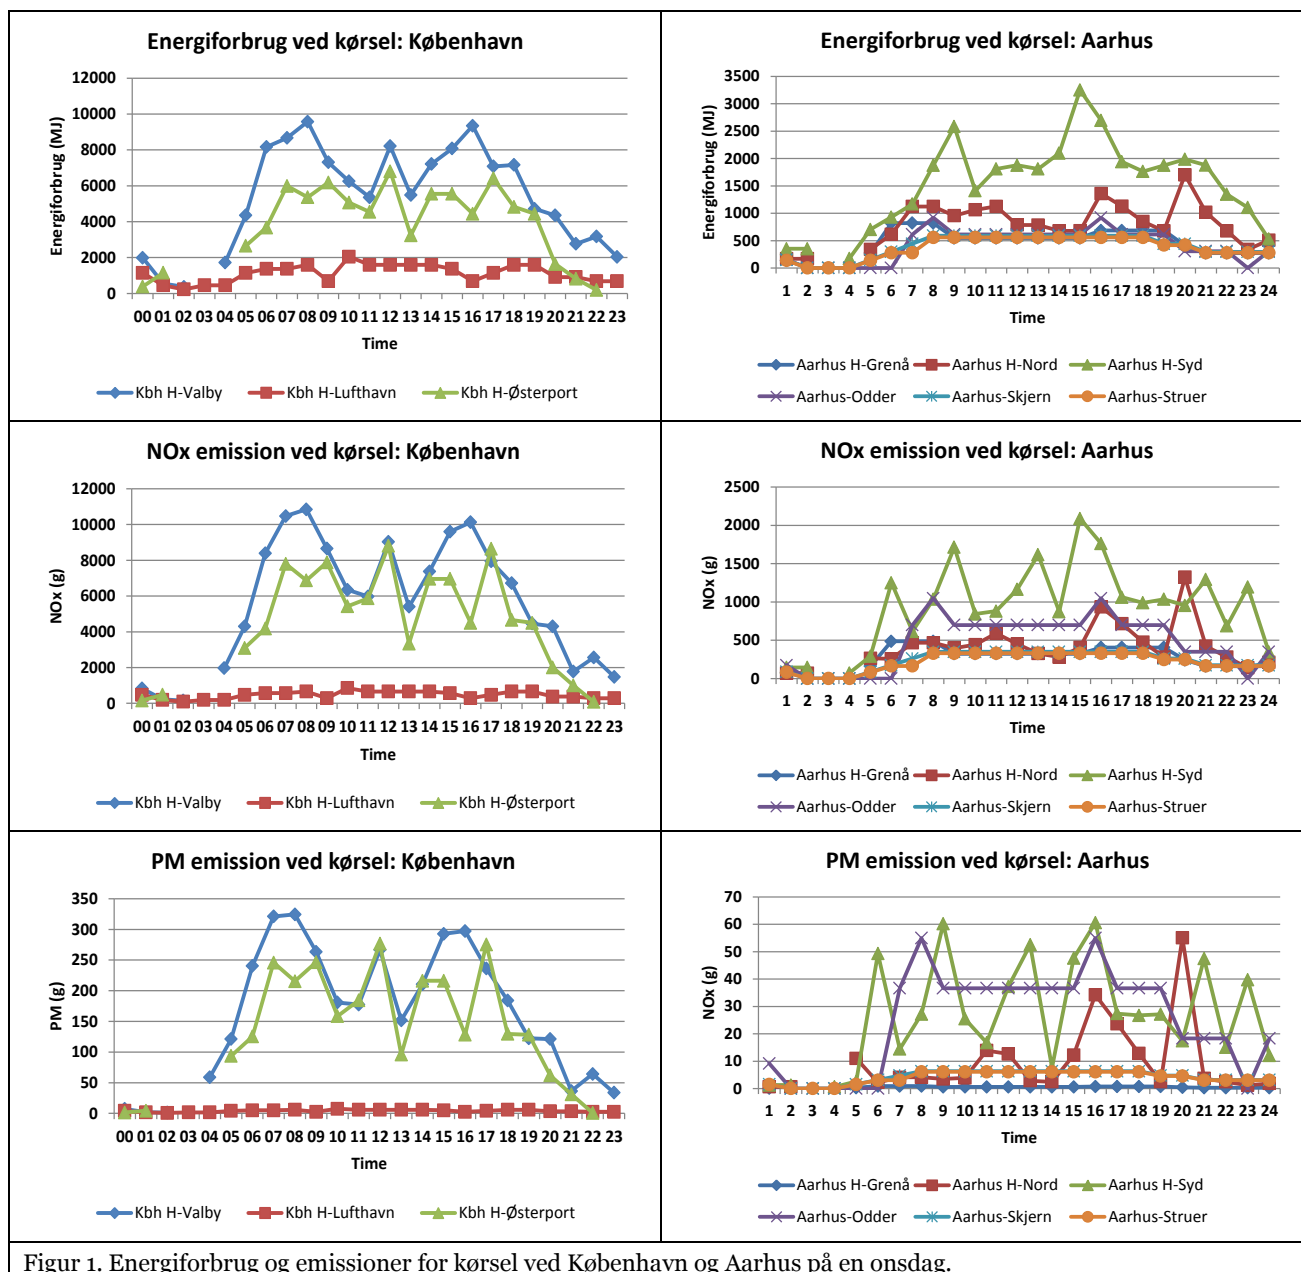 Energiforbrug ved kørsel: København
Energiforbrug (MJ)
12000
10000
8000
6000
4000
2000
0
00 01 02 03 04 05 06 07 08 09 10 11 12 13 14 15 16 17 18 19 20 21 22 23
Time
Kbh H-Valby Kbh H-Lufthavn Kbh H-Østerport
Energiforbrug ved kørsel: Aarhus
Energiforbrug (MJ)
3500
3000
2500
2000
1500
1000
500
0
1 2 3 4 5 6 7 8 9 10 11 12 13 14 15 16 17 18 19 20 21 22 23 24
Time
Aarhus H-Grenå Aarhus H-Nord Aarhus H-Syd
Aarhus-Odder Aarhus-Skjern Aarhus-Struer
NOx emission ved kørsel: København
NOx (g)
12000
10000
8000
6000
4000
2000
0
00 01 02 03 04 05 06 07 08 09 10 11 12 13 14 15 16 17 18 19 20 21 22 23
Time
Kbh H-Valby Kbh H-Lufthavn Kbh H-Østerport
NOx emission ved kørsel: Aarhus
NOx (g)
2500
2000
1500
1000
500
0
1 2 3 4 5 6 7 8 9 10 11 12 13 14 15 16 17 18 19 20 21 22 23 24
Time
Aarhus H-Grenå Aarhus H-Nord Aarhus H-Syd
Aarhus-Odder Aarhus-Skjern Aarhus-Struer
PM emission ved kørsel: København
PM (g)
350
300
250
200
150
100
50
0
00 01 02 03 04 05 06 07 08 09 10 11 12 13 14 15 16 17 18 19 20 21 22 23
Time
Kbh H-Valby Kbh H-Lufthavn Kbh H-Østerport
PM emission ved kørsel: Aarhus
NOx (g)
70
60
50
40
30
20
10
0
1 2 3 4 5 6 7 8 9 10 11 12 13 14 15 16 17 18 19 20 21 22 23 24
Time
Aarhus H-Grenå Aarhus H-Nord Aarhus H-Syd
Aarhus-Odder Aarhus-Skjern Aarhus-Struer
Figur 1. Energiforbrug og emissioner for kørsel ved København og Aarhus på en onsdag.